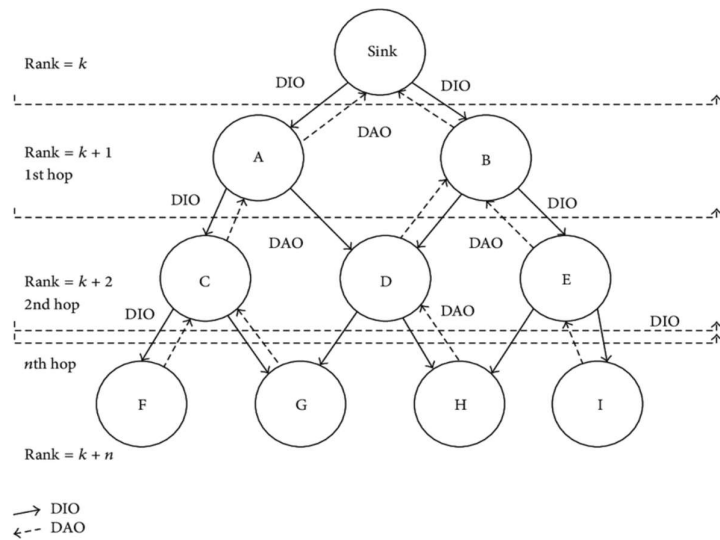 Sink
Rank = k
DIO
DIO
DAO
Rank = k + 1
1st hop
A
B
DIO
DIO
DAO
DAO
Rank = k + 2
2nd hop
C
D
E
DIO
DAO
DIO
nth hop
F
G
H
I
Rank = k + n
DIO
DAO